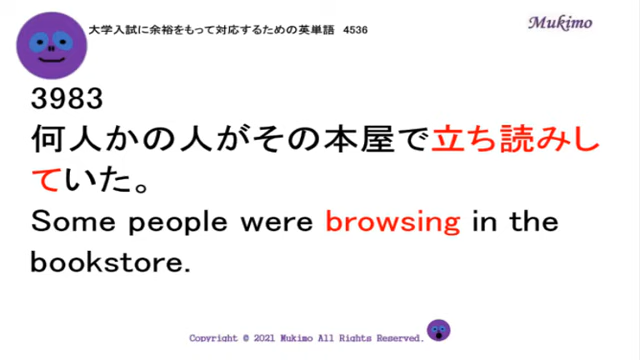 大学入試に余裕をもって対応するための英単語 4536
Mukimo
3983
何人かの人がその本屋で立ち読みし
ていた。
Some people were browsing in the
bookstore.
Copyright © 2021 Mukimo All Rights Reserved.